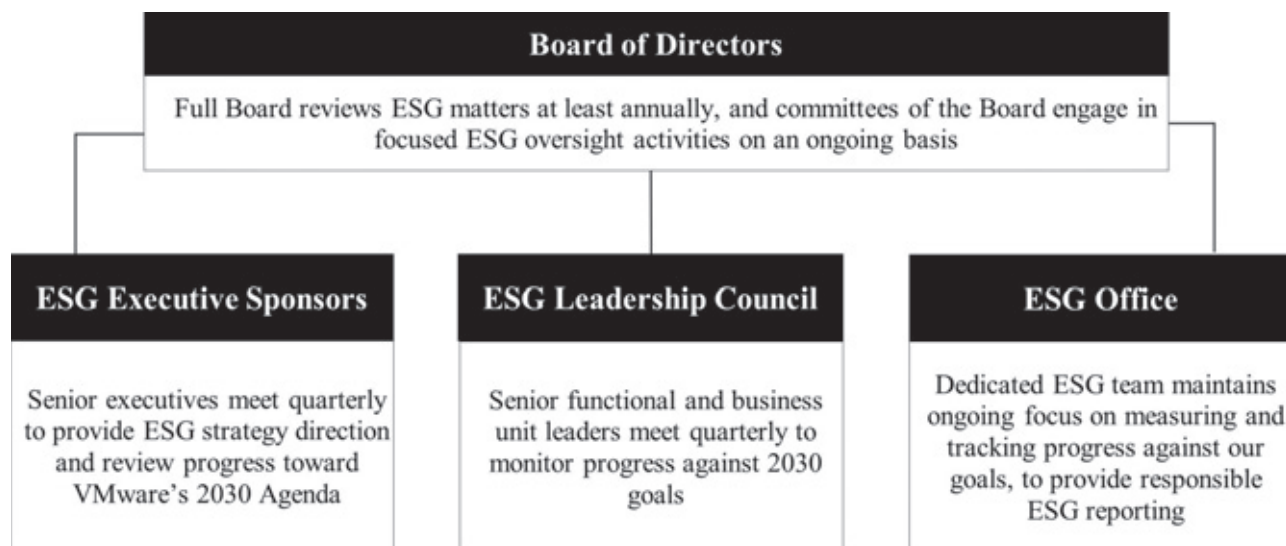 Board of Directors
Full Board reviews ESG matters at least annually, and committees of the Board engage in
focused ESG oversight activities on an ongoing basis
ESG Executive Sponsors
Senior executives meet quarterly
to provide ESG strategy direction
and review progress toward
VMware's 2030 Agenda
ESG Leadership Council
Senior functional and business
unit leaders meet quarterly to
monitor progress against 2030
goals
ESG Office
Dedicated ESG team maintains
ongoing focus on measuring and
tracking progress against our
goals, to provide responsible
ESG reporting